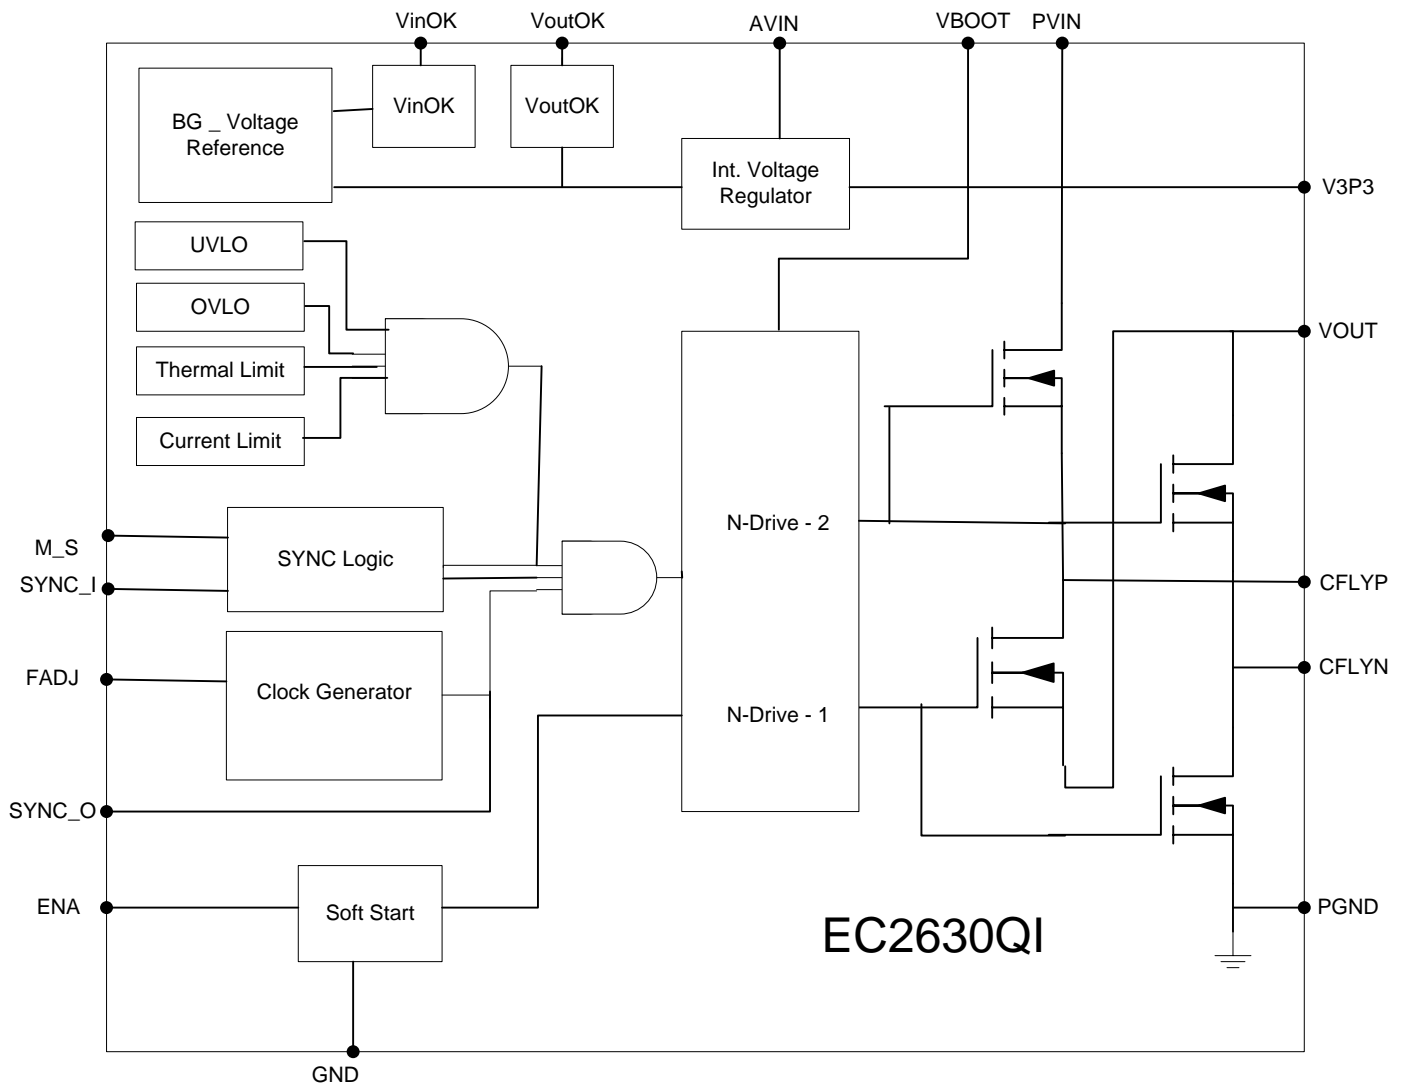 VinOK
VoutOK
AVIN
VBOOT
PVIN
BG _ Voltage
Reference
VinOK
VoutOK
Int. Voltage
Regulator
V3P3
UVLO
OVLO
Thermal Limit
Current Limit
VOUT
M_S
SYNC_I
SYNC Logic
N-Drive - 2
CFLYP
FADJ
Clock Generator
N-Drive - 1
CFLYN
SYNC_O
ENA
Soft Start
EC2630QI
PGND
GND